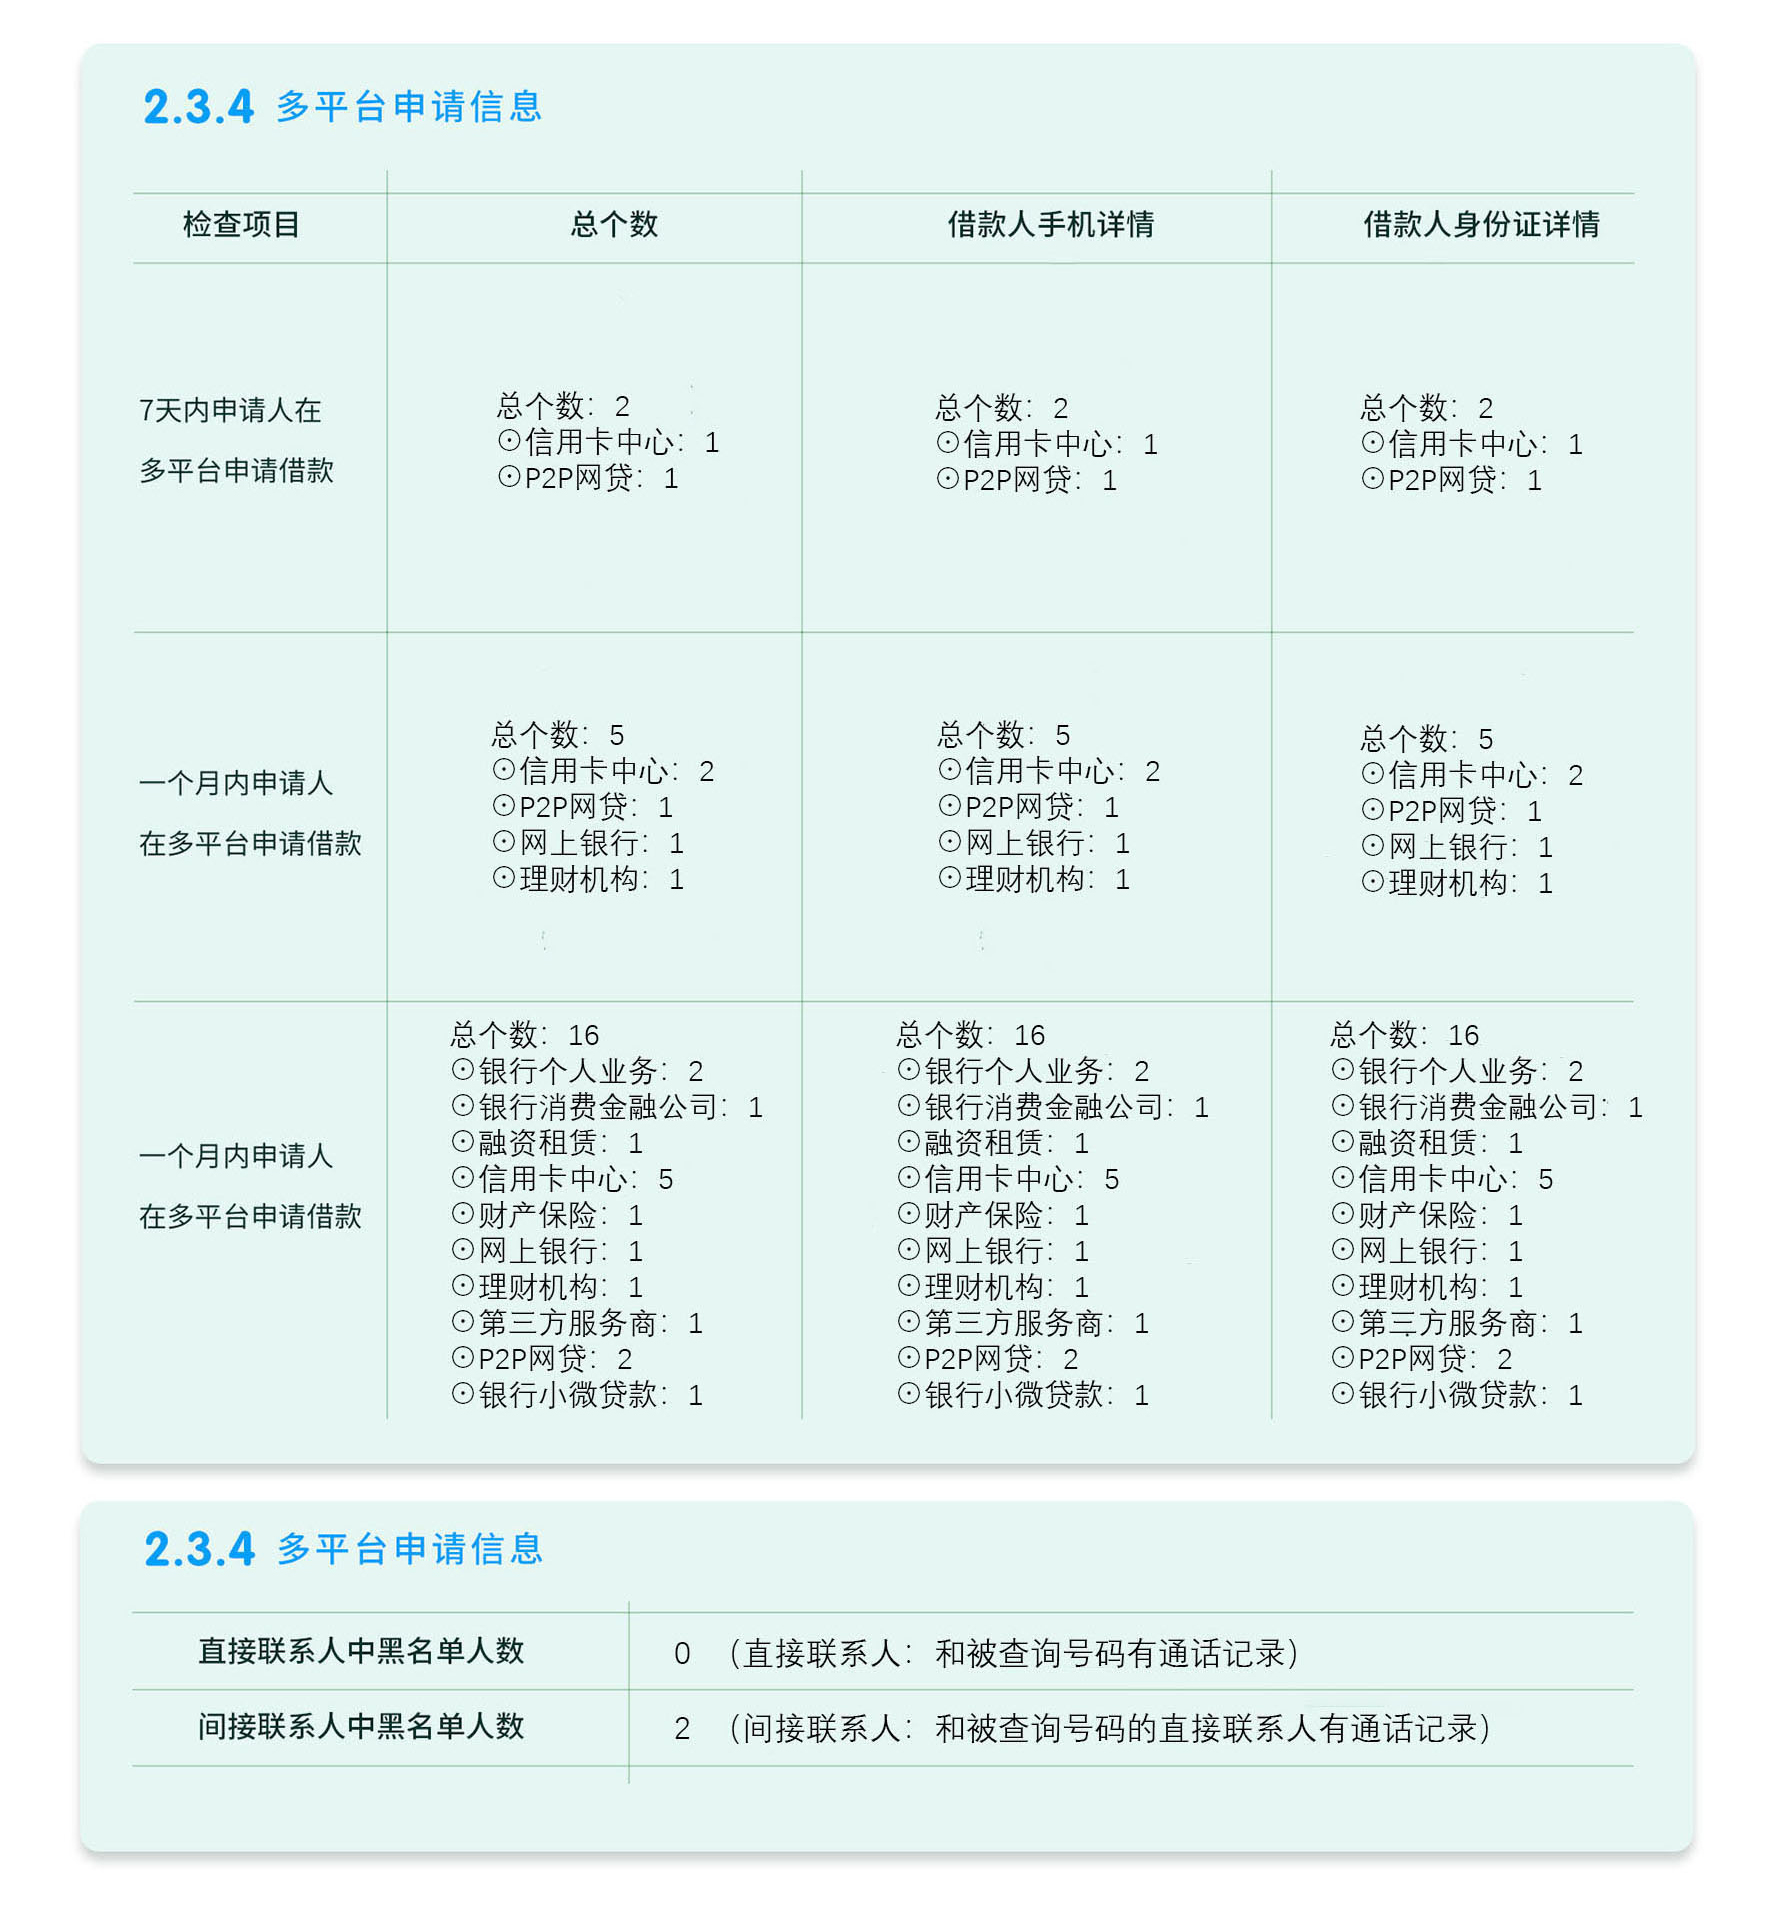 2.3.4 多平台申请信息
检查项目 总个数 借款人手机详情 借款人身份证详情
7天内申请人在
多平台申请借款
总个数：2
⊙信用卡中心：1
⊙P2P网贷：1
总个数：2
⊙信用卡中心：1
⊙P2P网贷：1
总个数：2
⊙信用卡中心：1
⊙P2P网贷：1
一个月内申请人
在多平台申请借款
总个数：5
⊙信用卡中心：2
⊙P2P网贷：1
⊙网上银行：1
⊙理财机构：1
总个数：5
⊙信用卡中心：2
⊙P2P网贷：1
⊙网上银行：1
⊙理财机构：1
总个数：5
⊙信用卡中心：2
⊙P2P网贷：1
⊙网上银行：1
⊙理财机构：1
一个月内申请人
在多平台申请借款
总个数：16
⊙银行个人业务：2
⊙银行消费金融公司：1
⊙融资租赁：1
⊙信用卡中心：5
⊙财产保险：1
⊙网上银行：1
⊙理财机构：1
⊙第三方服务商：1
⊙P2P网贷：2
⊙银行小微贷款：1
总个数：16
⊙银行个人业务：2
⊙银行消费金融公司：1
⊙融资租赁：1
⊙信用卡中心：5
⊙财产保险：1
⊙网上银行：1
⊙理财机构：1
⊙第三方服务商：1
⊙P2P网贷：2
⊙银行小微贷款：1
总个数：16
⊙银行个人业务：2
⊙银行消费金融公司：1
⊙融资租赁：1
⊙信用卡中心：5
⊙财产保险：1
⊙网上银行：1
⊙理财机构：1
⊙第三方服务商：1
⊙P2P网贷：2
⊙银行小微贷款：1
2.3.4 多平台申请信息
直接联系人中黑名单人数 0 （直接联系人：和被查询号码有通话记录）
间接联系人中黑名单人数 2 （间接联系人：和被查询号码的直接联系人有通话记录）